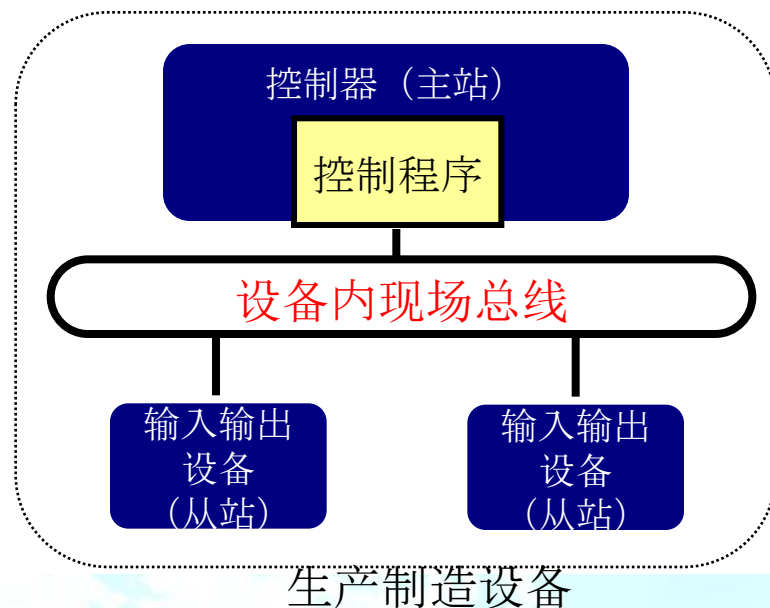 控制器（主站）
控制程序
设备内现场总线
输入输出
设备
（从站）
输入输出
设备
（从站）
生产制造设备